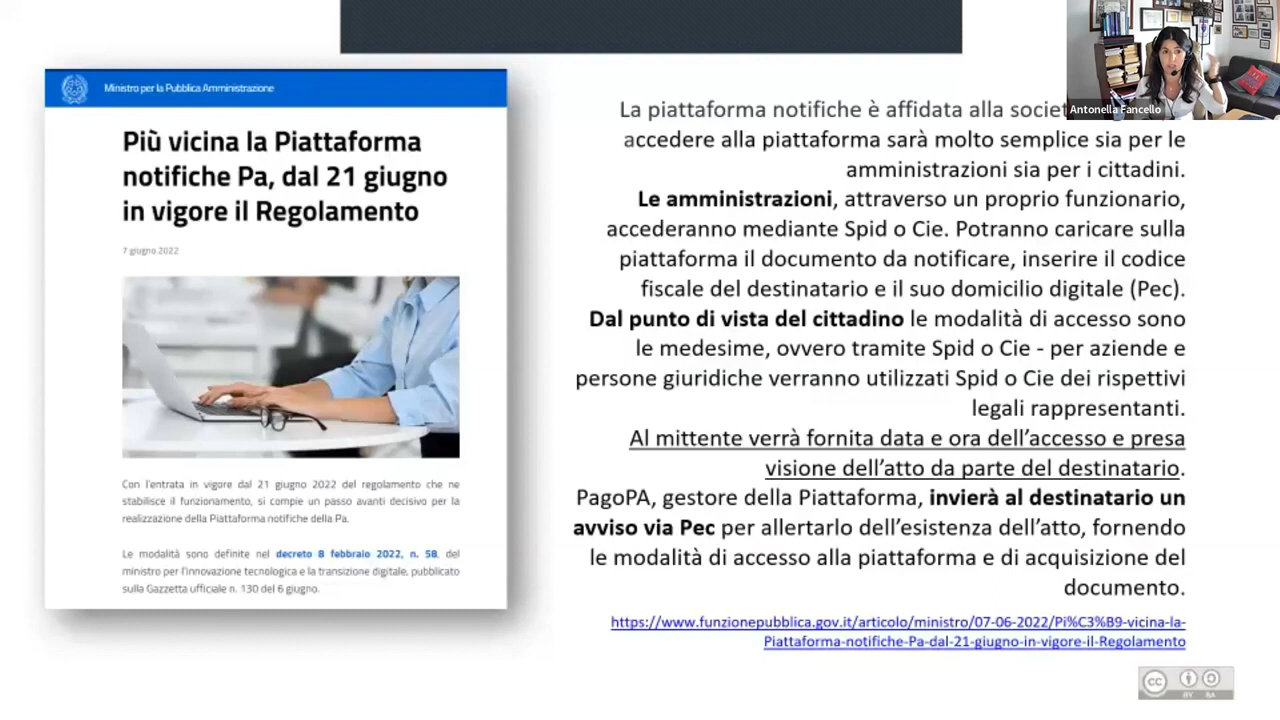 Ministro per la Pubblica Amministrazione
Più vicina la Piattaforma
notifiche Pa, dal 21 giugno
in vigore il Regolamento
7 giugno 2022
Con l'entrata in vigore dal 21 giugno 2022 del regolamento che ne
stabilisce il funzionamento, si compie un passo avanti decisivo per la
realizzazione della Piattaforma notifiche della Pa.
Le modalità sono definite nel decreto 8 febbraio 2022, n. 58, del
ministro per l'innovazione tecnologica e la transizione digitale, pubblicato
sulla Gazzetta ufficiale n. 130 del 6 giugno.
La piattaforma notifiche è affidata alla
accedere alla piattaforma sarà molto semplice sia per le
amministrazioni sia per i cittadini.
Le amministrazioni, attraverso un proprio funzionario,
accederanno mediante Spid o Cie. Potranno caricare sulla
piattaforma il documento da notificare, inserire il codice
fiscale del destinatario e il suo domicilio digitale (Pec).
Dal punto di vista del cittadino le modalità di accesso sono
le medesime, ovvero tramite Spid o Cie - per aziende e
persone giuridiche verranno utilizzati Spid o Cie dei rispettivi
legali rappresentanti.
Al mittente verrà fornita data e ora dell'accesso e presa
visione dell'atto da parte del destinatario.
PagoPA, gestore della Piattaforma, invierà al destinatario un
avviso via Pec per allertarlo dell'esistenza dell'atto, fornendo
le modalità di accesso alla piattaforma e di acquisizione del
documento.
https://www.funzionepubblica.gov.it/articolo/ministro/07-06-2022/Pi%C3%B9-vicina-la-
Piattaforma-notifiche-Pa-dal-21-giugno-in-vigore-il-Regolamento
Antonella Fancello
cc
BY SA